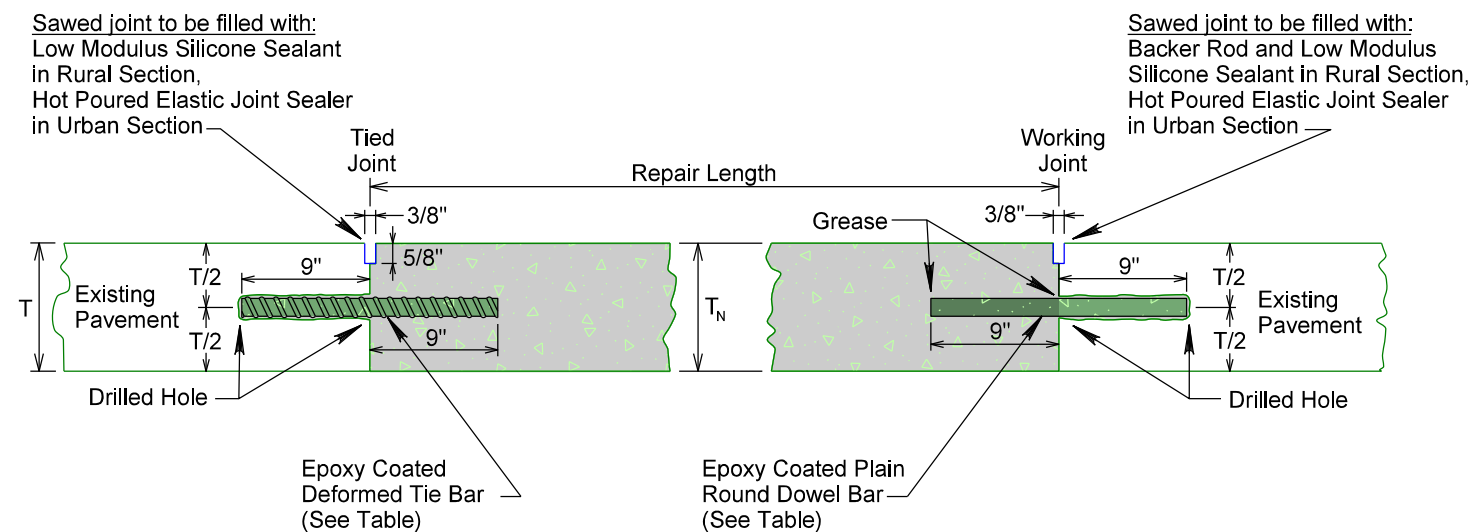 Sawed joint to be filled with:
Low Modulus Silicone Sealant
in Rural Section,
Hot Poured Elastic Joint Sealer
in Urban Section
Sawed joint to be filled with:
Backer Rod and Low Modulus
Silicone Sealant in Rural Section,
Hot Poured Elastic Joint Sealer
in Urban Section
Tied
Joint
Working
Joint
Repair Length
3/8"
Grease
3/8"
5/8"
T
T/2
T/2
Existing
Pavement
9"
9"
TN
9"
9"
T/2
T/2
Existing
Pavement
Drilled Hole
Drilled Hole
Epoxy Coated
Deformed Tie Bar
(See Table)
Epoxy Coated Plain
Round Dowel Bar
(See Table)